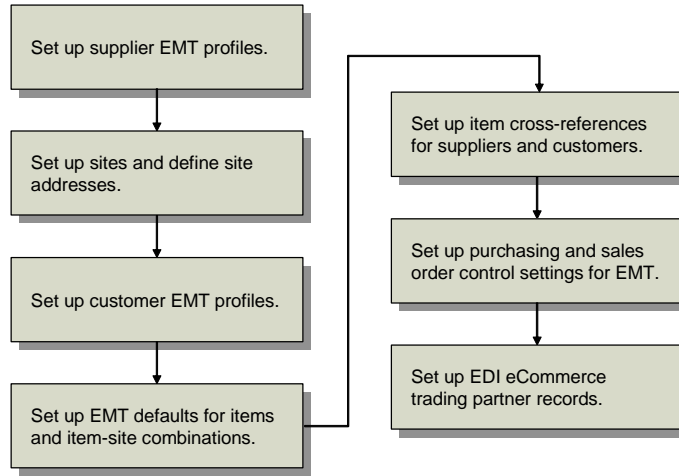 Set up supplier EMT profiles.
Set up sites and define site
addresses.
Set up customer EMT profiles.
Set up EMT defaults for items
and item-site combinations.
Set up item cross-references
for suppliers and customers.
Set up purchasing and sales
order control settings for EMT.
Set up EDI eCommerce
trading partner records.